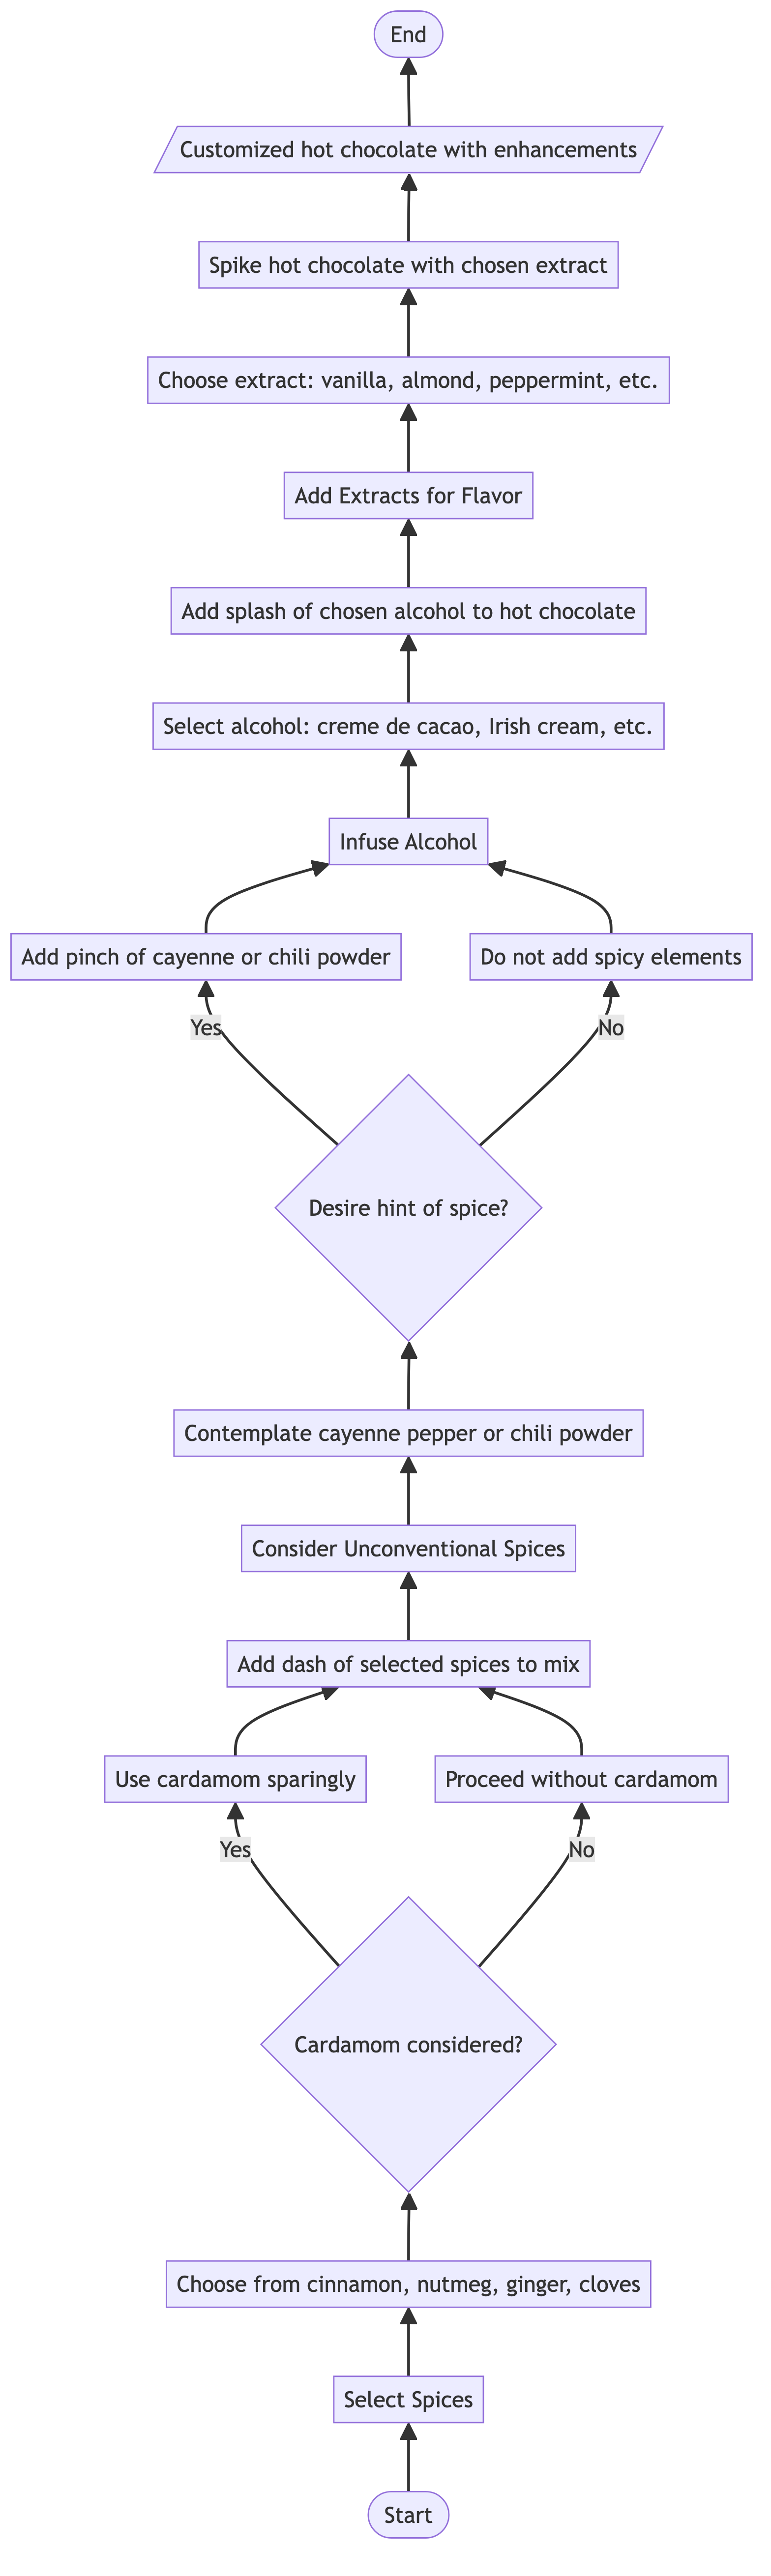 End
Customized hot chocolate with enhancements
Spike hot chocolate with chosen extract
Choose extract: vanilla, almond, peppermint, etc.
Add Extracts for Flavor
Add splash of chosen alcohol to hot chocolate
Select alcohol: creme de cacao, Irish cream, etc.
Infuse Alcohol
Add pinch of cayenne or chili powder
Do not add spicy elements
Yes
No
Desire hint of spice?
Contemplate cayenne pepper or chili powder
Consider Unconventional Spices
Add dash of selected spices to mix
Use cardamom sparingly
Proceed without cardamom
Yes
No
Cardamom considered?
Choose from cinnamon, nutmeg, ginger, cloves
Select Spices
Start